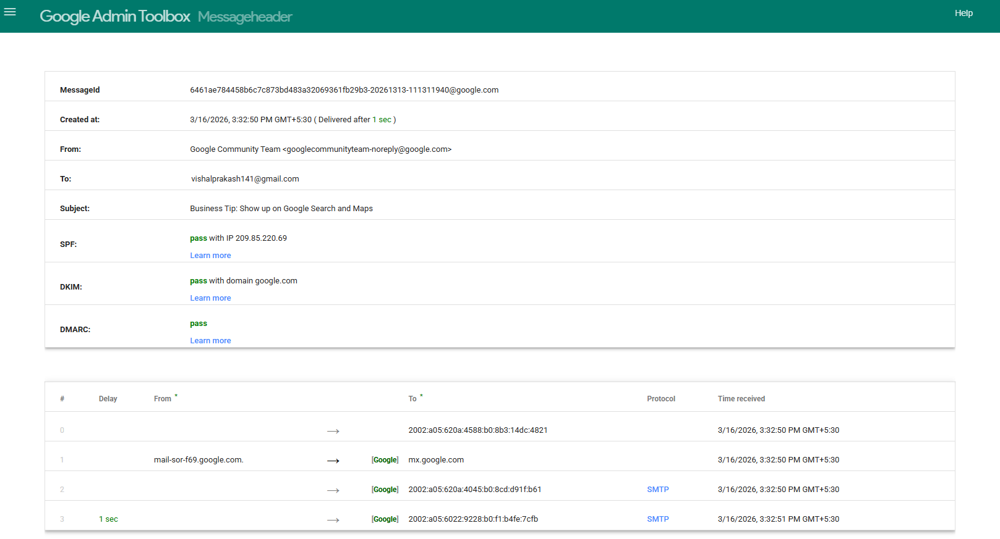 Google Admin Toolbox Messageheader Help
MessageId 6461ae784458b6c7c873bd483a32069361fb29b3-20261313-111311940@google.com
Created at: 3/16/2026, 3:32:50 PM GMT+5:30 ( Delivered after 1 sec )
From: Google Community Team <googlecommunityteam-noreply@google.com>
To: vishalprakash141@gmail.com
Subject: Business Tip: Show up on Google Search and Maps
SPF: pass with IP 209.85.220.69
Learn more
DKIM: pass with domain google.com
Learn more
DMARC: pass
Learn more
# Delay From * To * Protocol Time received
0 → 2002:a05:620a:4588:b0:8b3:14dc:4821 3/16/2026, 3:32:50 PM GMT+5:30
1 mail-sor-f69.google.com. → [Google] mx.google.com 3/16/2026, 3:32:50 PM GMT+5:30
2 → [Google] 2002:a05:620a:4045:b0:8cd:d91f:b61 SMTP 3/16/2026, 3:32:50 PM GMT+5:30
3 1 sec → [Google] 2002:a05:6022:9228:b0:f1:b4fe:7cfb SMTP 3/16/2026, 3:32:51 PM GMT+5:30